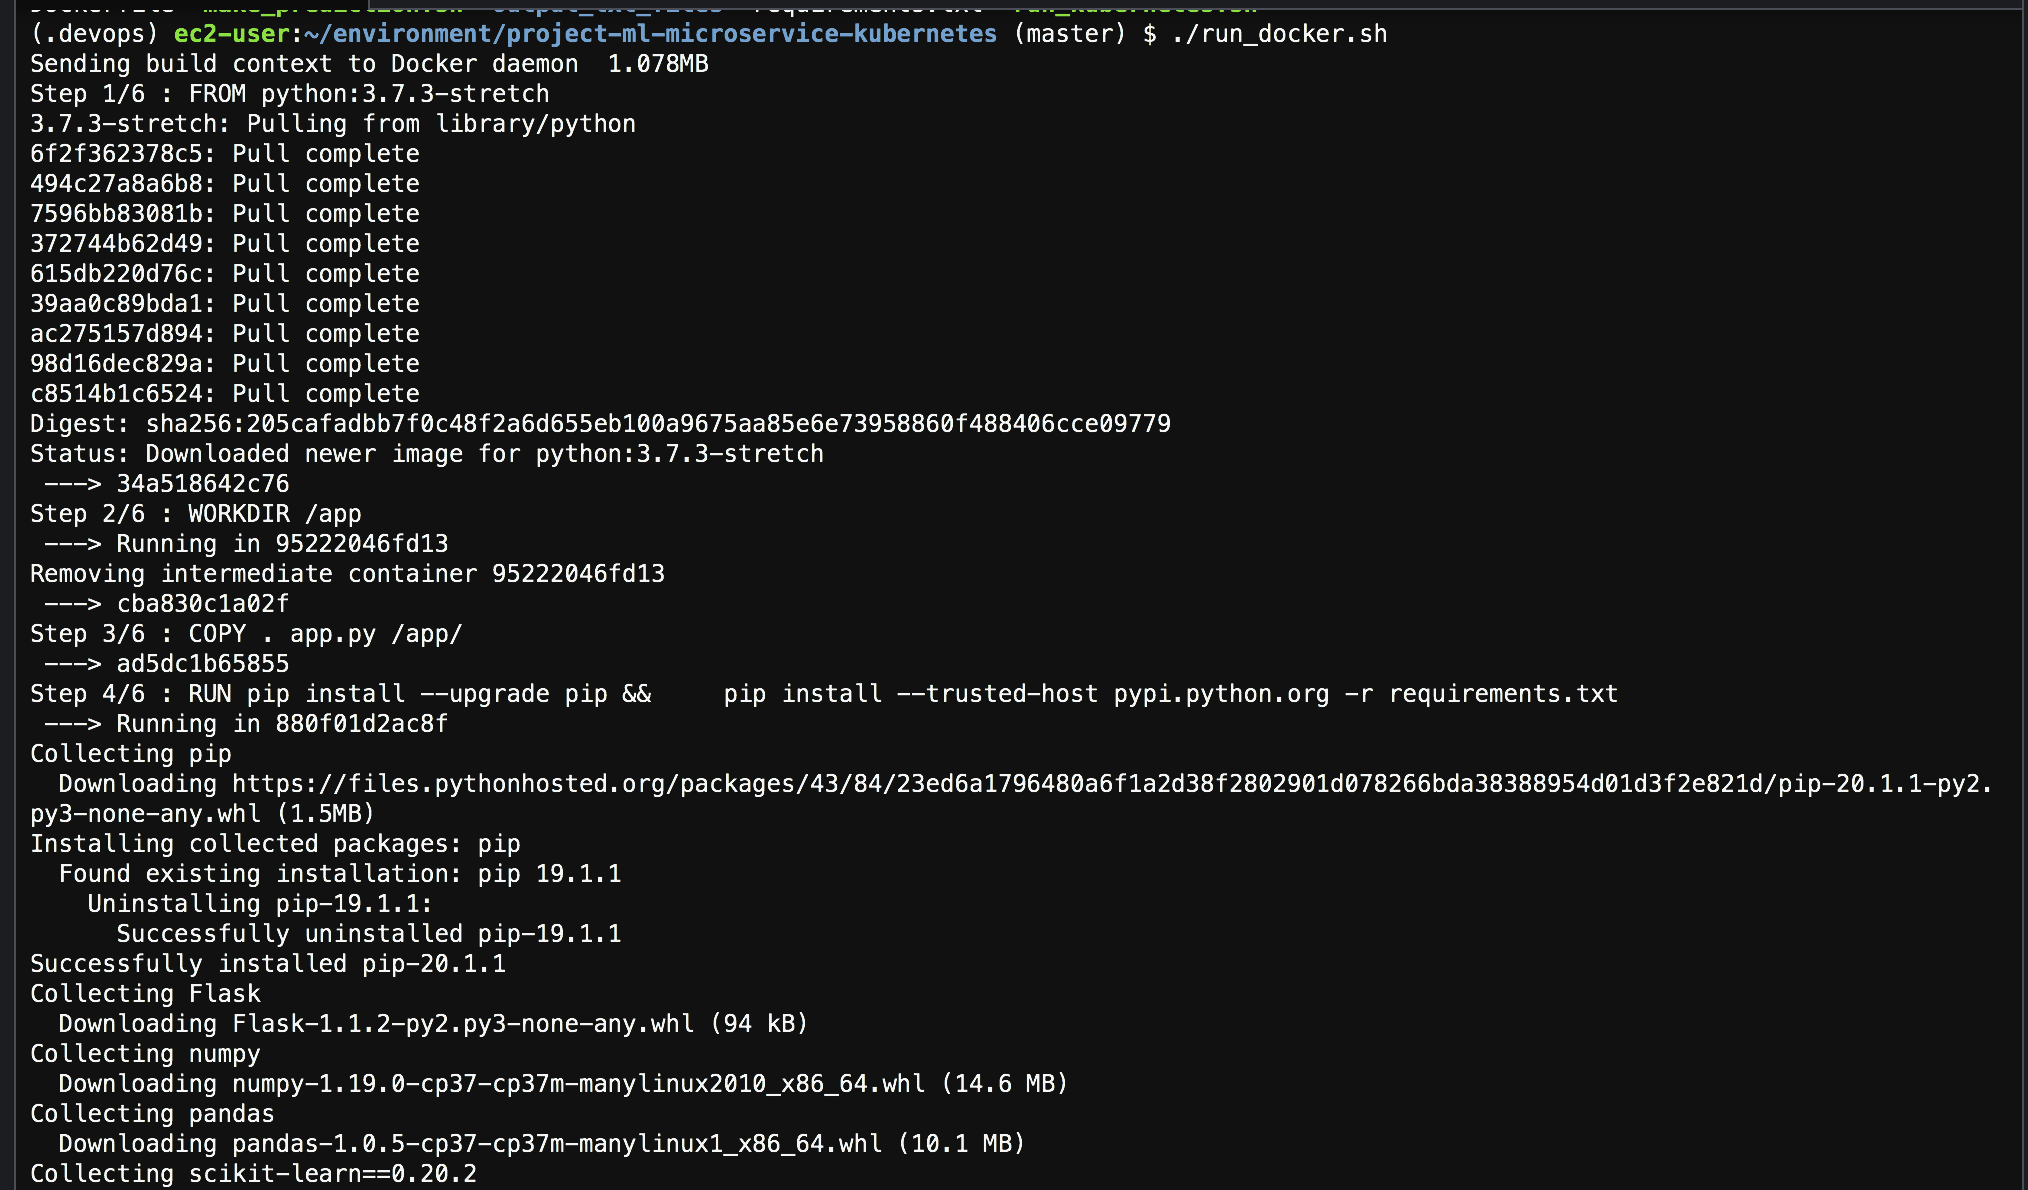 (.devops) ec2-user:~/environment/project-ml-microservice-kubernetes (master) $ ./run_docker.sh
Sending build context to Docker daemon  1.078MB
Step 1/6 : FROM python:3.7.3-stretch
3.7.3-stretch: Pulling from library/python
6f2f362378c5: Pull complete
494c27a8a6b8: Pull complete
7596bb83081b: Pull complete
372744b62d49: Pull complete
615db220d76c: Pull complete
39aa0c89bda1: Pull complete
ac275157d894: Pull complete
98d16dec829a: Pull complete
c8514b1c6524: Pull complete
Digest: sha256:205cafadbb7f0c48f2a6d655eb100a9675aa85e6e73958860f488406cce09779
Status: Downloaded newer image for python:3.7.3-stretch
 ---> 34a518642c76
Step 2/6 : WORKDIR /app
 ---> Running in 95222046fd13
Removing intermediate container 95222046fd13
 ---> cba830c1a02f
Step 3/6 : COPY . app.py /app/
 ---> ad5dc1b65855
Step 4/6 : RUN pip install --upgrade pip &&     pip install --trusted-host pypi.python.org -r requirements.txt
 ---> Running in 880f01d2ac8f
Collecting pip
  Downloading https://files.pythonhosted.org/packages/43/84/23ed6a1796480a6f1a2d38f2802901d078266bda38388954d01d3f2e821d/pip-20.1.1-py2.
py3-none-any.whl (1.5MB)
Installing collected packages: pip
  Found existing installation: pip 19.1.1
    Uninstalling pip-19.1.1:
      Successfully uninstalled pip-19.1.1
Successfully installed pip-20.1.1
Collecting Flask
  Downloading Flask-1.1.2-py2.py3-none-any.whl (94 kB)
Collecting numpy
  Downloading numpy-1.19.0-cp37-cp37m-manylinux2010_x86_64.whl (14.6 MB)
Collecting pandas
  Downloading pandas-1.0.5-cp37-cp37m-manylinux1_x86_64.whl (10.1 MB)
Collecting scikit-learn==0.20.2